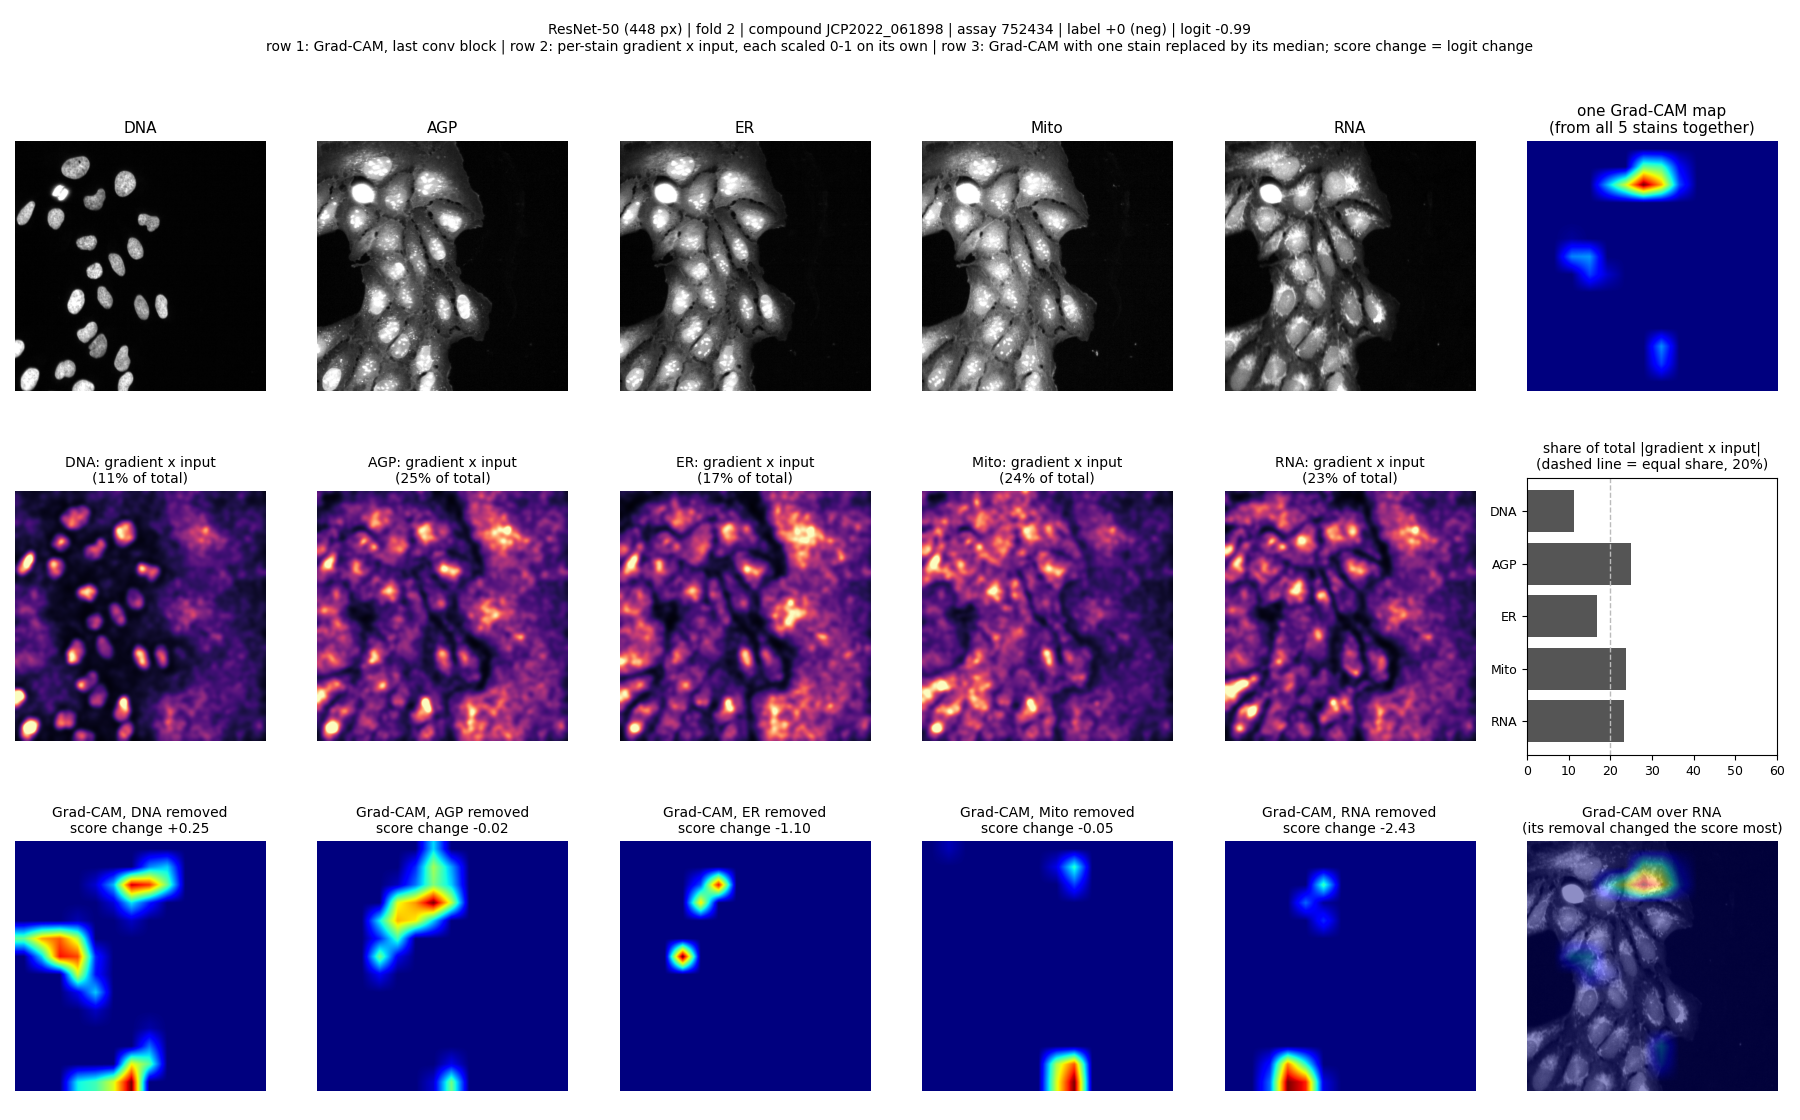 ResNet-50 (448 px) | fold 2 | compound JCP2022_061898 | assay 752434 | label +0 (neg) | logit -0.99
row 1: Grad-CAM, last conv block | row 2: per-stain gradient x input, each scaled 0-1 on its own | row 3: Grad-CAM with one stain replaced by its median; score change = logit change
DNA
AGP
ER
Mito
RNA
one Grad-CAM map
(from all 5 stains together)
DNA: gradient x input
(11% of total)
AGP: gradient x input
(25% of total)
ER: gradient x input
(17% of total)
Mito: gradient x input
(24% of total)
RNA: gradient x input
(23% of total)
share of total |gradient x input|
(dashed line = equal share, 20%)
DNA
AGP
ER
Mito
RNA
0 10 20 30 40 50 60
Grad-CAM, DNA removed
score change +0.25
Grad-CAM, AGP removed
score change -0.02
Grad-CAM, ER removed
score change -1.10
Grad-CAM, Mito removed
score change -0.05
Grad-CAM, RNA removed
score change -2.43
Grad-CAM over RNA
(its removal changed the score most)